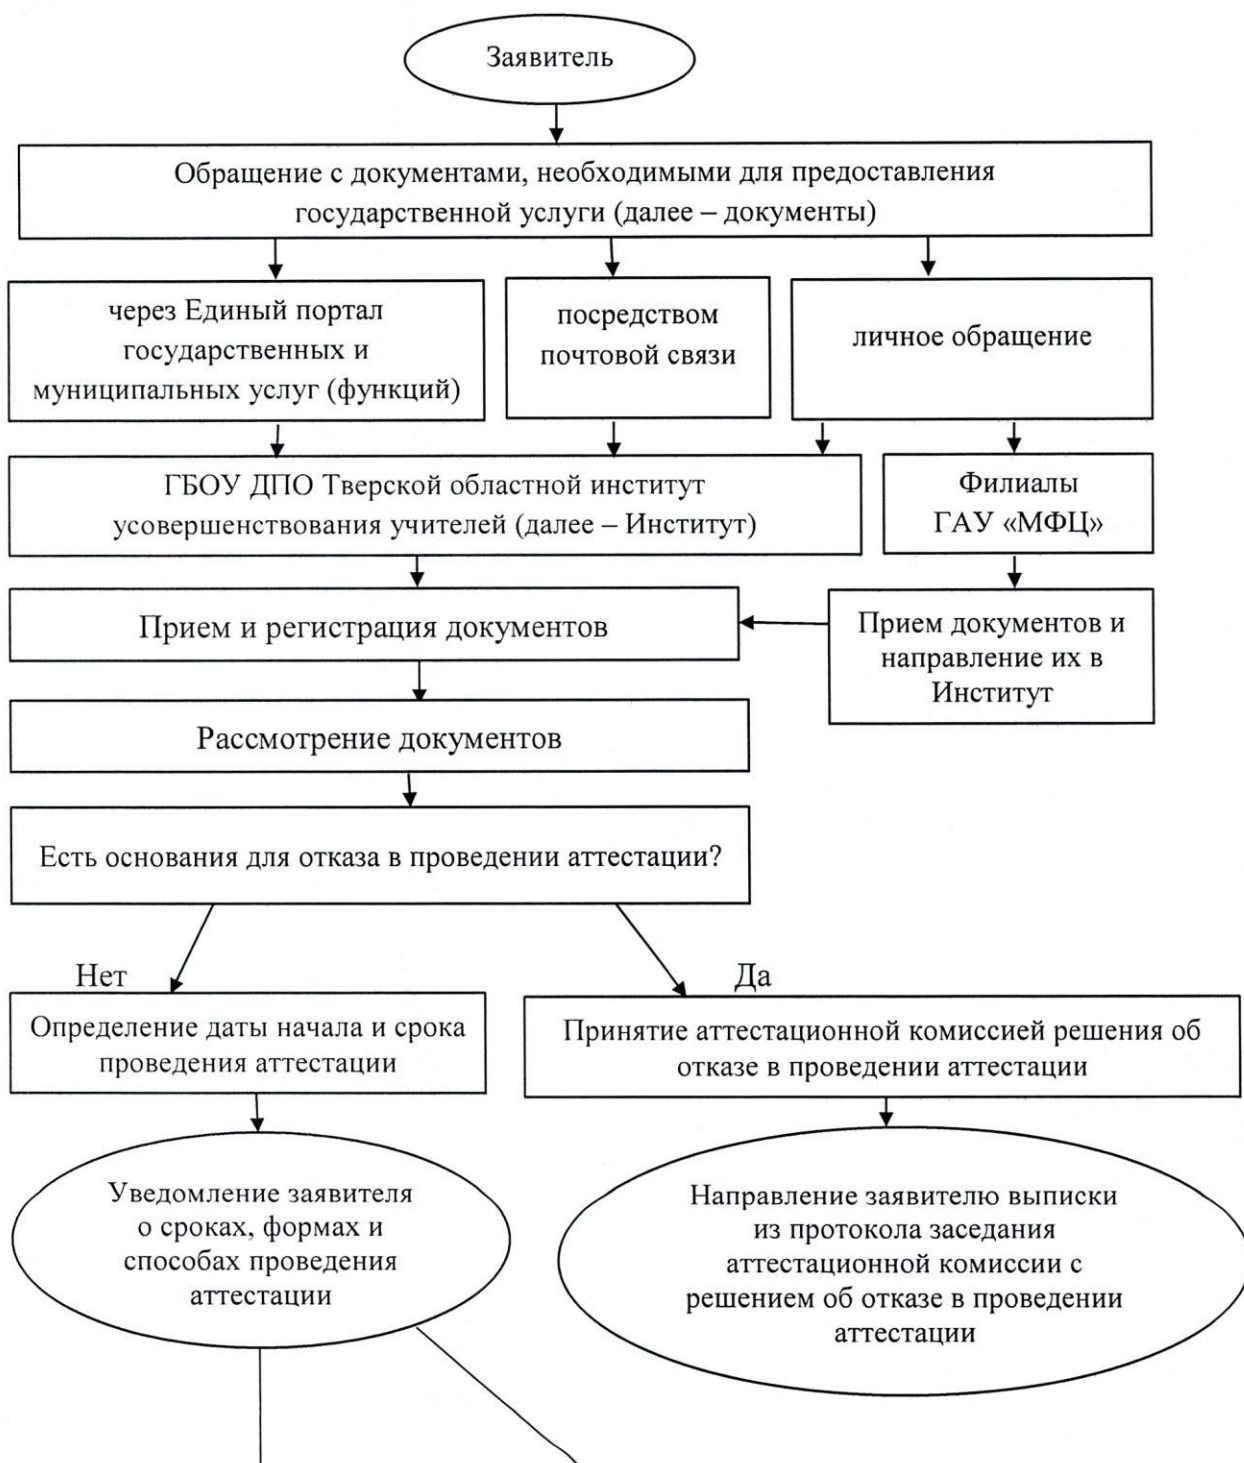 Заявитель
Обращение с документами, необходимыми для предоставления
государственной услуги (далее – документы)
через Единый портал
государственных и
муниципальных услуг (функций)
посредством
почтовой связи
личное обращение
ГБОУ ДПО Тверской областной институт
усовершенствования учителей (далее – Институт)
Филиалы
ГАУ «МФЦ»
Прием и регистрация документов
Прием документов и
направление их в
Институт
Рассмотрение документов
Есть основания для отказа в проведении аттестации?
Нет
Да
Определение даты начала и срока
проведения аттестации
Принятие аттестационной комиссией решения об
отказе в проведении аттестации
Уведомление заявителя
о сроках, формах и
способах проведения
аттестации
Направление заявителю выписки
из протокола заседания
аттестационной комиссии с
решением об отказе в проведении
аттестации